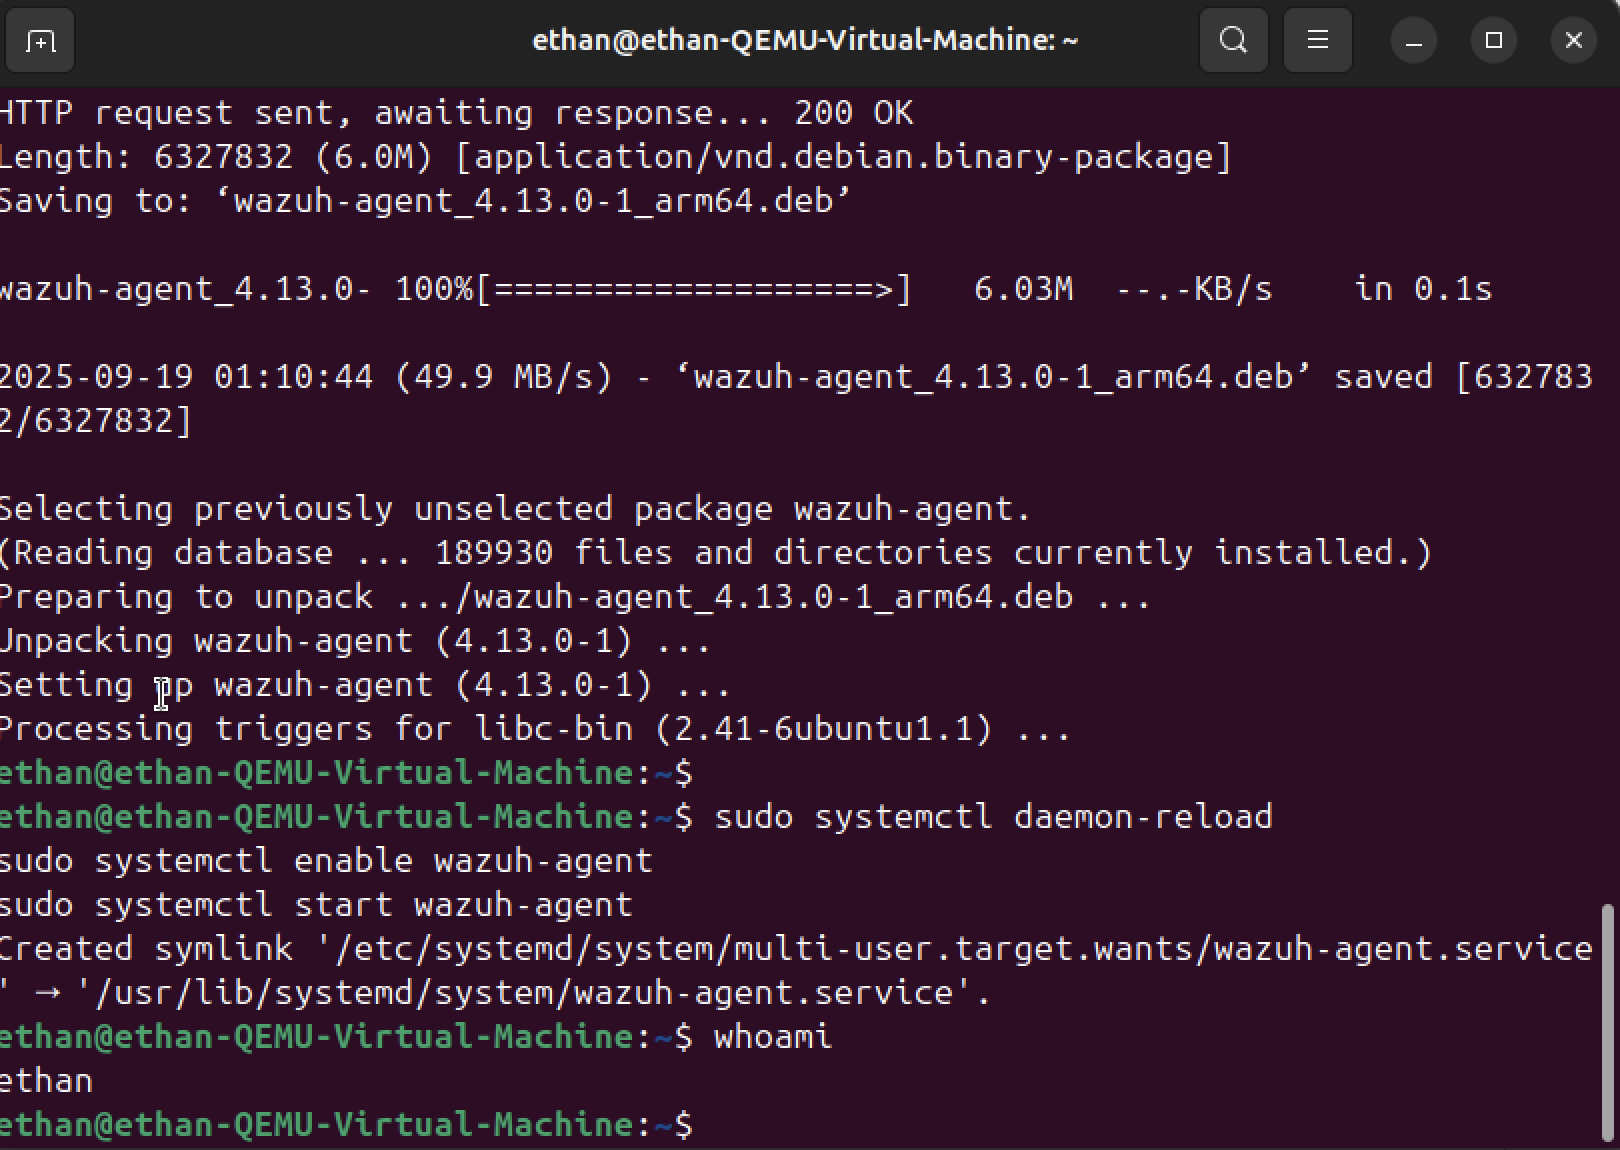 ethan@ethan-QEMU-Virtual-Machine: ~
HTTP request sent, awaiting response... 200 OK
Length: 6327832 (6.0M) [application/vnd.debian.binary-package]
Saving to: ‘wazuh-agent_4.13.0-1_arm64.deb’
wazuh-agent_4.13.0- 100%[===================>]   6.03M  --.-KB/s    in 0.1s
2025-09-19 01:10:44 (49.9 MB/s) - ‘wazuh-agent_4.13.0-1_arm64.deb’ saved [632783
2/6327832]
Selecting previously unselected package wazuh-agent.
(Reading database ... 189930 files and directories currently installed.)
Preparing to unpack .../wazuh-agent_4.13.0-1_arm64.deb ...
Unpacking wazuh-agent (4.13.0-1) ...
Setting up wazuh-agent (4.13.0-1) ...
Processing triggers for libc-bin (2.41-6ubuntu1.1) ...
ethan@ethan-QEMU-Virtual-Machine:~$
ethan@ethan-QEMU-Virtual-Machine:~$ sudo systemctl daemon-reload
sudo systemctl enable wazuh-agent
sudo systemctl start wazuh-agent
Created symlink '/etc/systemd/system/multi-user.target.wants/wazuh-agent.service
' → '/usr/lib/systemd/system/wazuh-agent.service'.
ethan@ethan-QEMU-Virtual-Machine:~$ whoami
ethan
ethan@ethan-QEMU-Virtual-Machine:~$